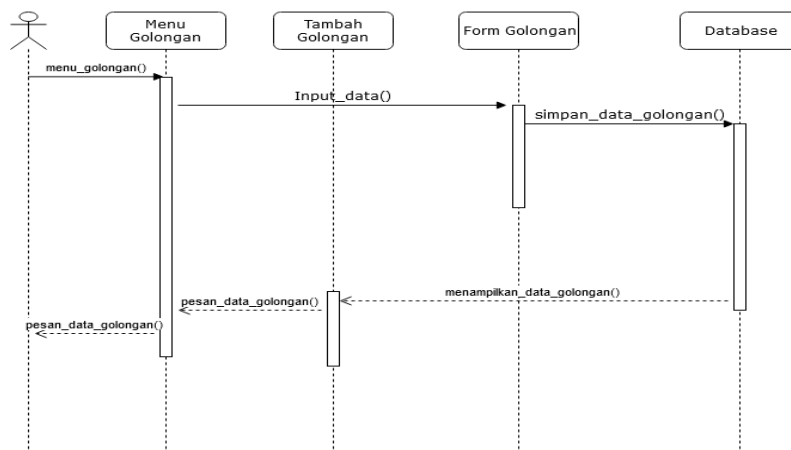 Menu
Golongan
Tambah
Golongan
Form Golongan
Database
menu_golongan()
Input_data()
simpan_data_golongan()
menampilkan_data_golongan()
pesan_data_golongan()
pesan_data_golongan()